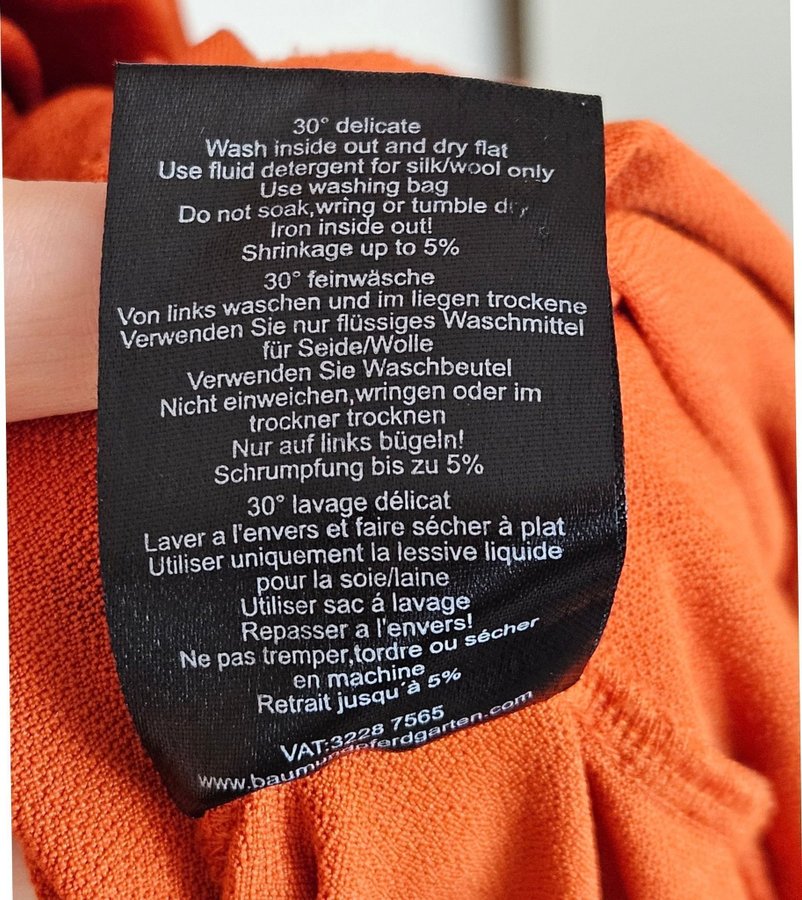 30° delicate
Wash inside out and dry flat
Use fluid detergent for silk/wool only
Use washing bag
Do not soak,wring or tumble dry
Iron inside out!
Shrinkage up to 5%
30° feinwäsche
Von links waschen und im liegen trockene
Verwenden Sie nur flüssiges Waschmittel
für Seide/Wolle
Verwenden Sie Waschbeutel
Nicht einweichen,wringen oder im
trockner trocknen
Nur auf links bügeln!
Schrumpfung bis zu 5%
30° lavage délicat
Laver a l'envers et faire sécher à plat
Utiliser uniquement la lessive liquide
pour la soie/laine
Utiliser sac á lavage
Repasser a l'envers!
Ne pas tremper,tordre ou sécher
en machine
Retrait jusqu'à 5%
VAT:3228 7565
www.baumundpferdgarten.com